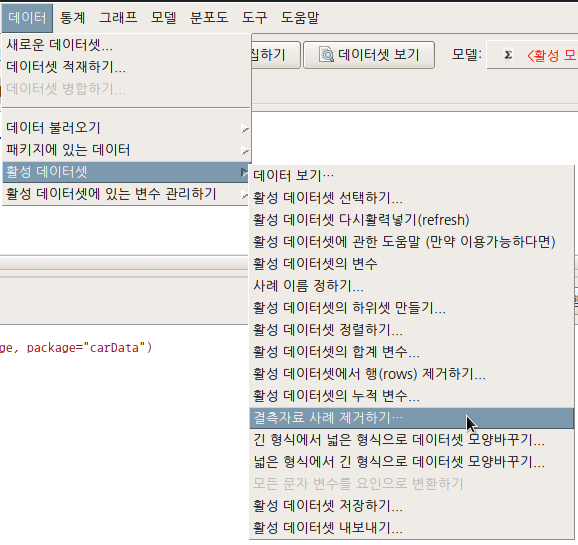 데이터 통계 그래프 모델 분포도 도구 도움말
새로운 데이터셋...
데이터셋 적재하기...
데이터셋 병합하기...
집하기 데이터셋 보기 모델: Σ <활성 모
데이터 불러오기
패키지에 있는 데이터
활성 데이터셋
활성 데이터셋에 있는 변수 관리하기
데이터 보기…
활성 데이터셋 선택하기...
활성 데이터셋 다시활력넣기(refresh)
활성 데이터셋에 관한 도움말 (만약 이용가능하다면)
활성 데이터셋의 변수
사례 이름 정하기...
활성 데이터셋의 하위셋 만들기...
활성 데이터셋 정렬하기...
활성 데이터셋의 합계 변수...
활성 데이터셋에서 행(rows) 제거하기...
활성 데이터셋의 누적 변수...
결측자료 사례 제거하기…
긴 형식에서 넓은 형식으로 데이터셋 모양바꾸기...
넓은 형식에서 긴 형식으로 데이터셋 모양바꾸기...
모든 문자 변수를 요인으로 변환하기
활성 데이터셋 저장하기...
활성 데이터셋 내보내기...
ge, package="carData")